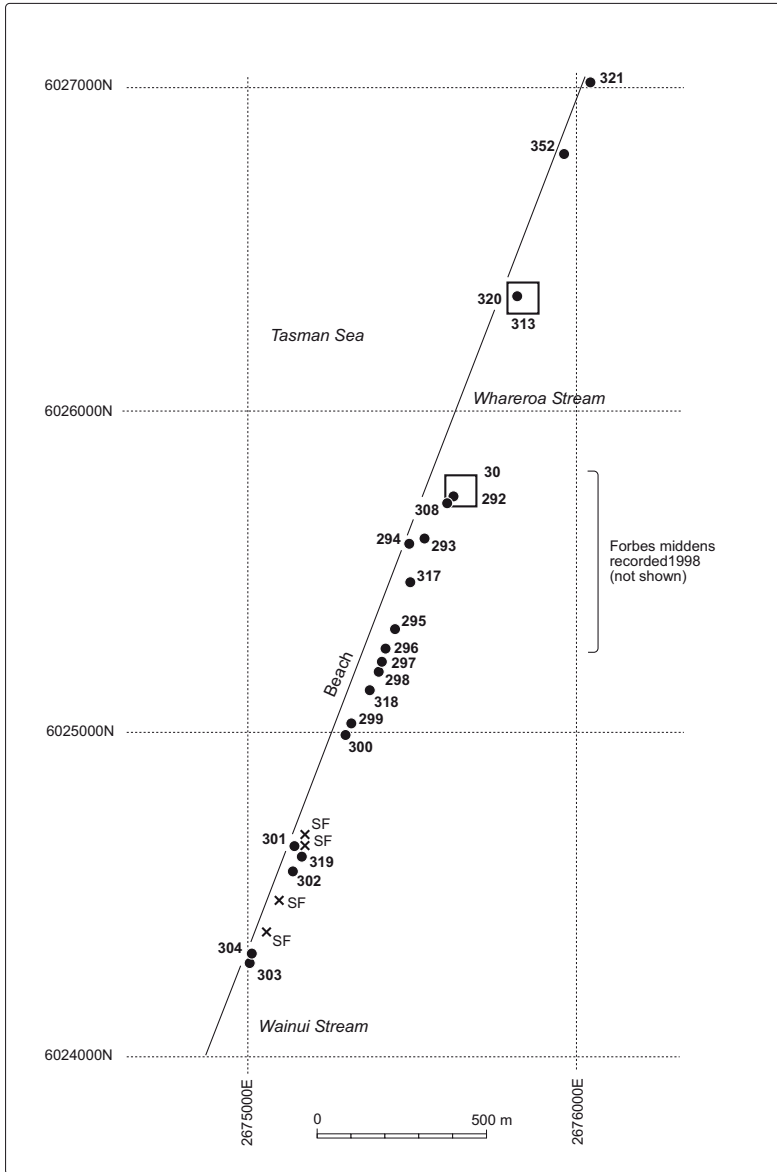 6027000N
321
352
320
313
Tasman Sea
Whareroa Stream
6026000N
30
292
308
294
293
Forbes middens
recorded1998
(not shown)
317
295
296
297
298
Beach
318
299
6025000N
300
SF
301
SF
319
302
SF
SF
304
303
Wainui Stream
6024000N
2675000E
2676000E
0
500 m